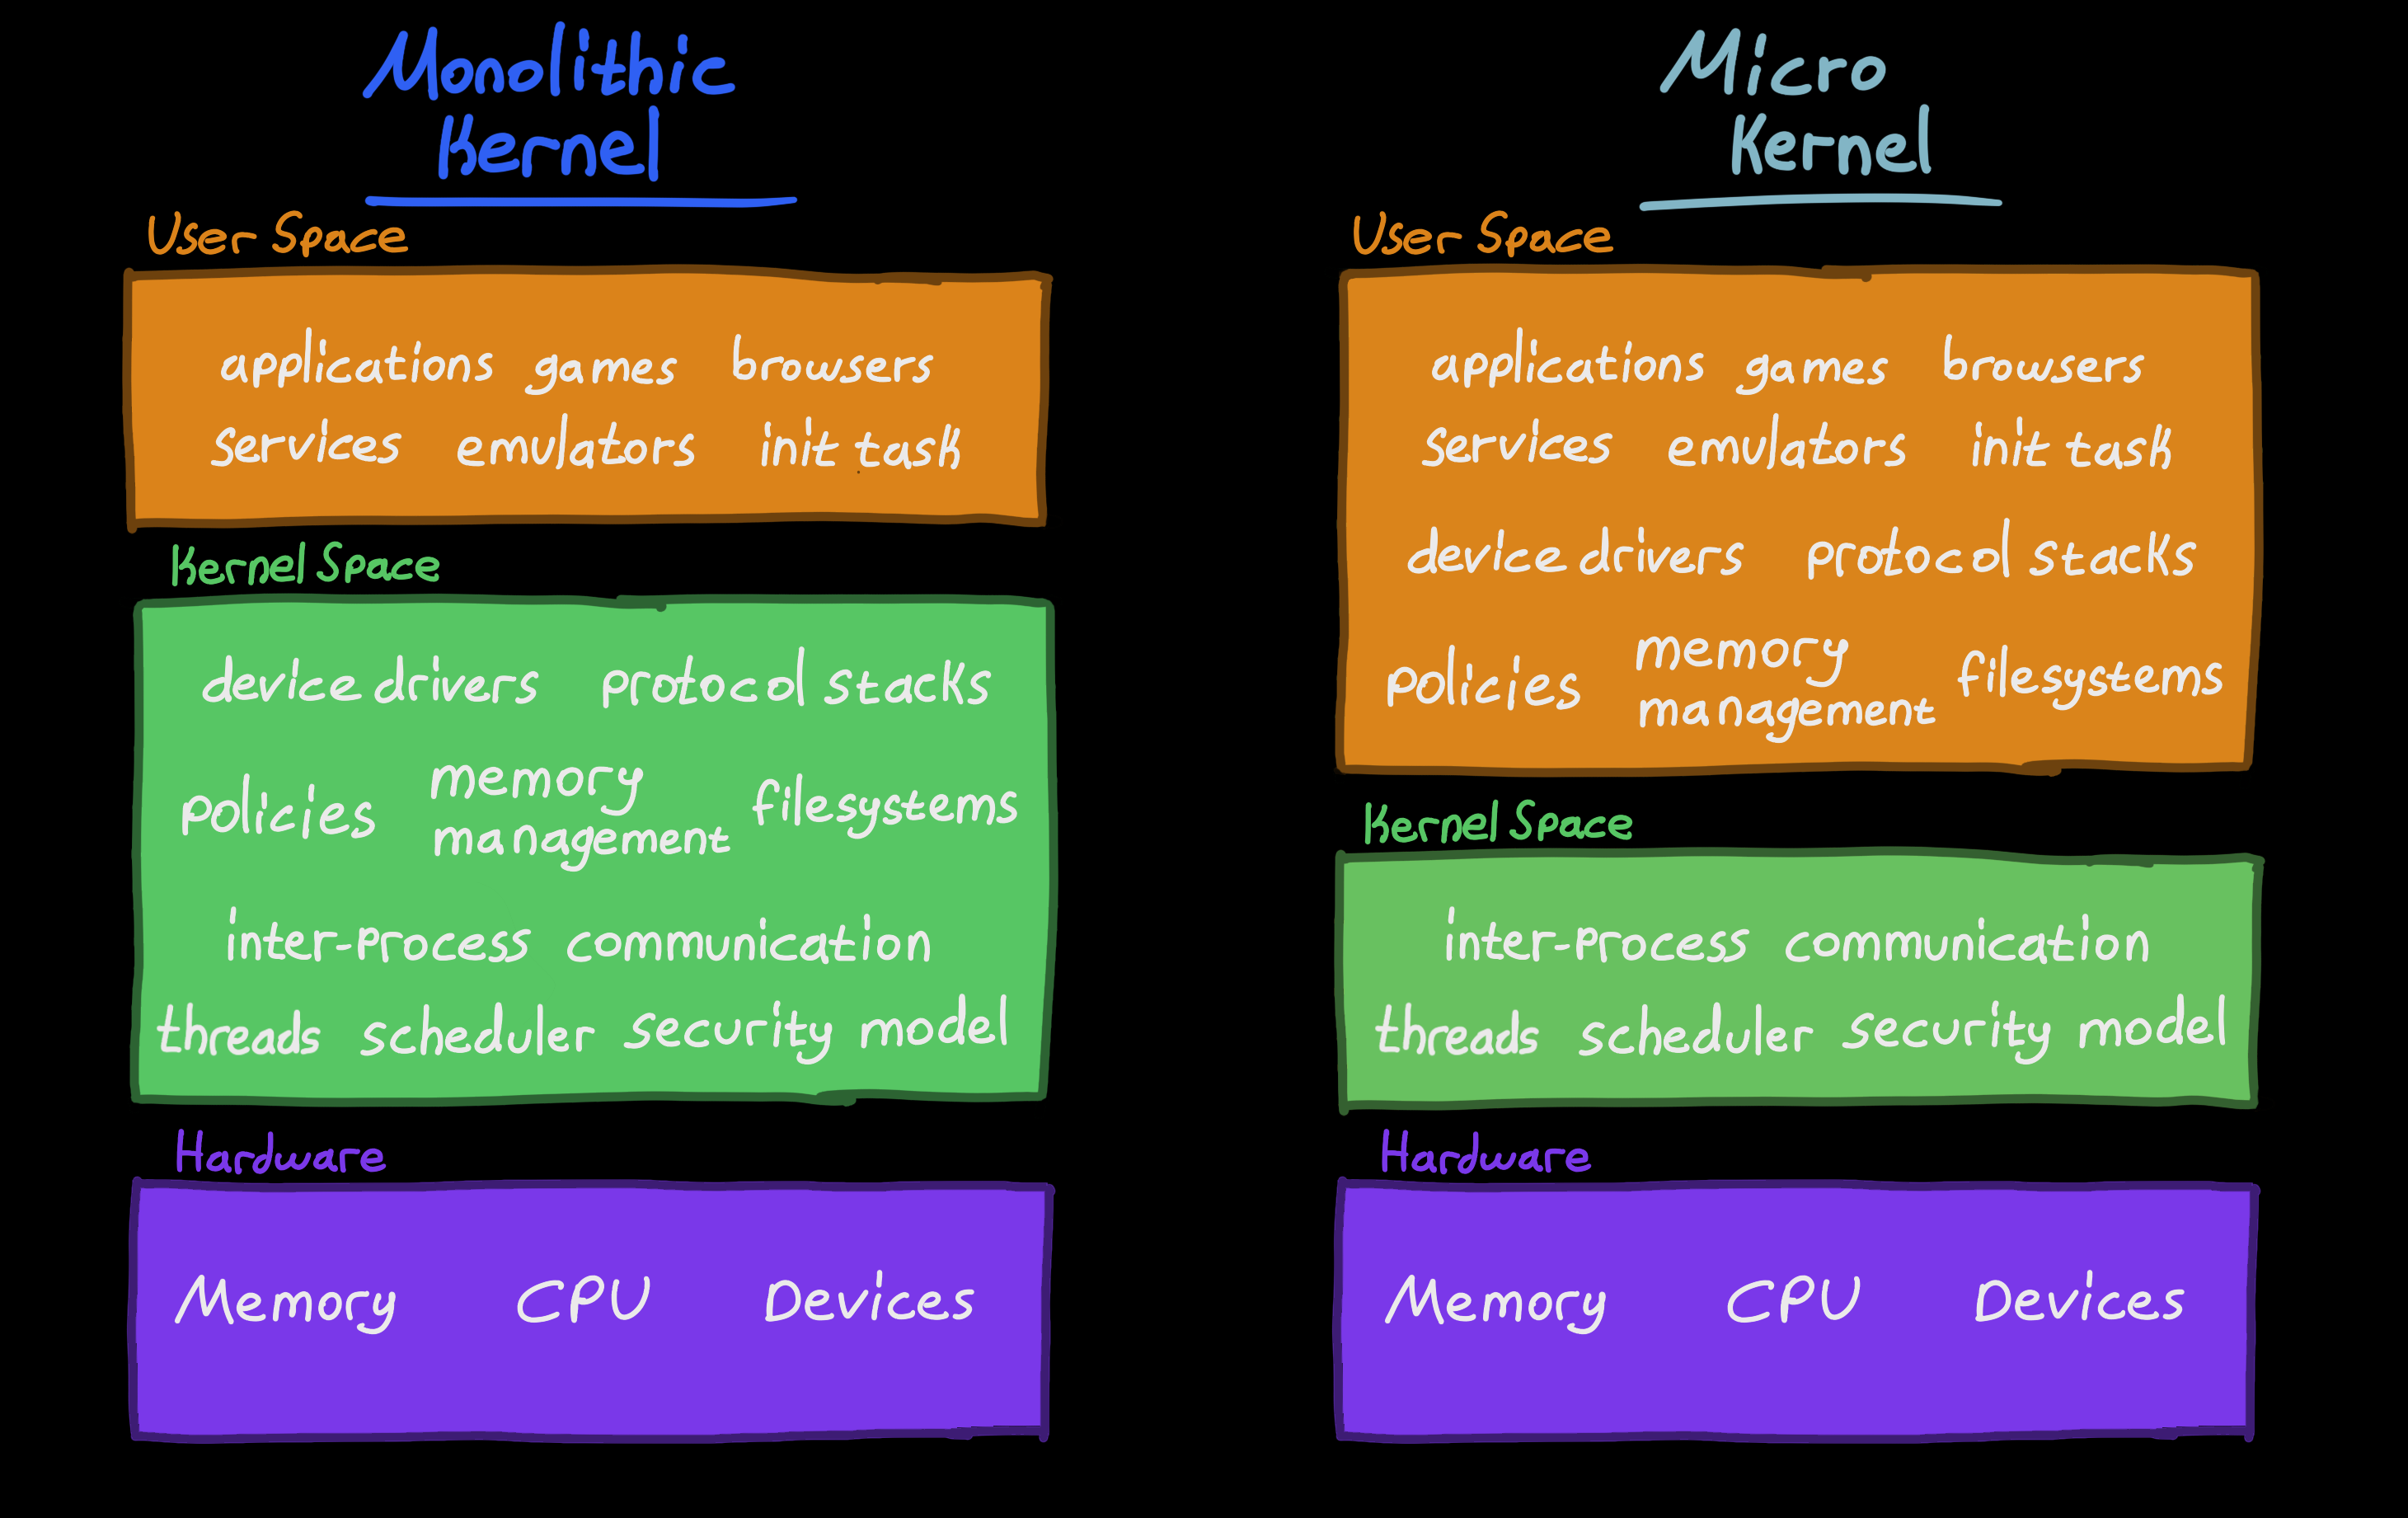 Monolithic
Kernel
User Space
applications games browsers
services emulators init task
Kernel Space
device drivers protocol stacks
policies memory management filesystems
inter-process communication
threads scheduler security model
Hardware
Memory CPU Devices
Micro
Kernel
User Space
applications games browsers
services emulators init task
device drivers protocol stacks
policies memory management filesystems
Kernel Space
inter-process communication
threads scheduler security model
Hardware
Memory CPU Devices